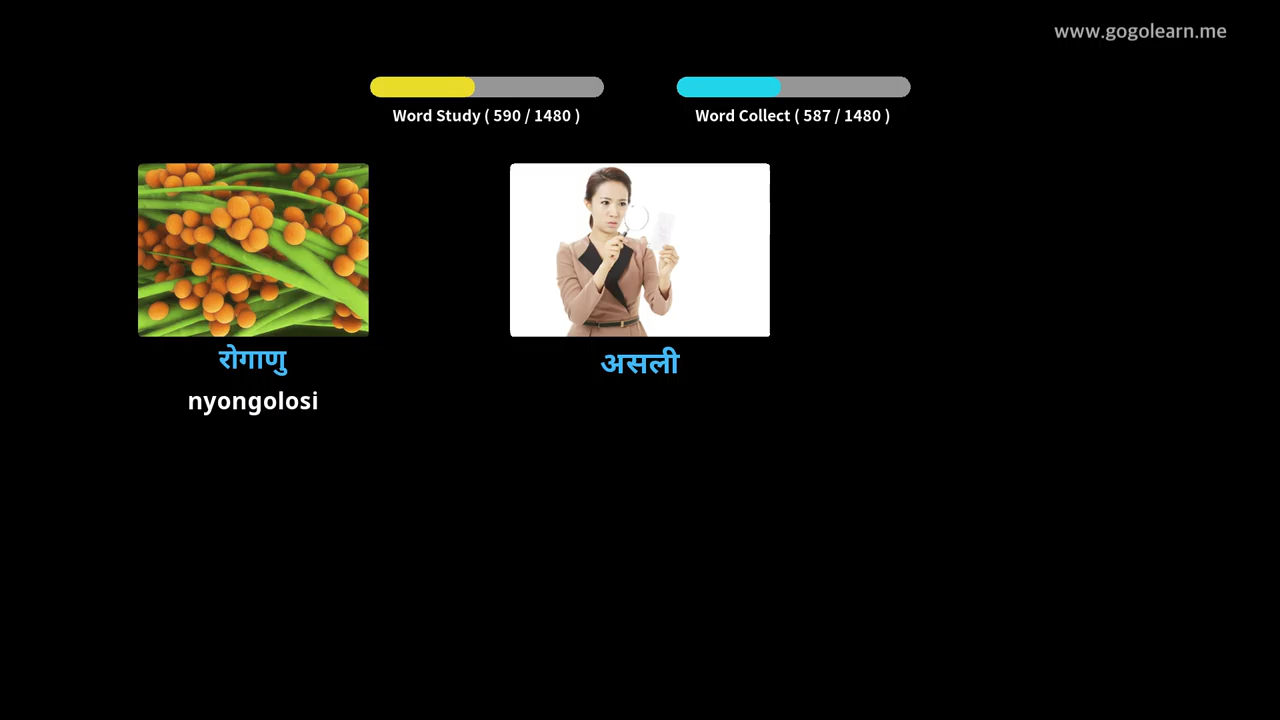 www.gogolearn.me
Word Study ( 590 / 1480 )
Word Collect ( 587 / 1480 )
रोगाणु
nyongolosi
असली